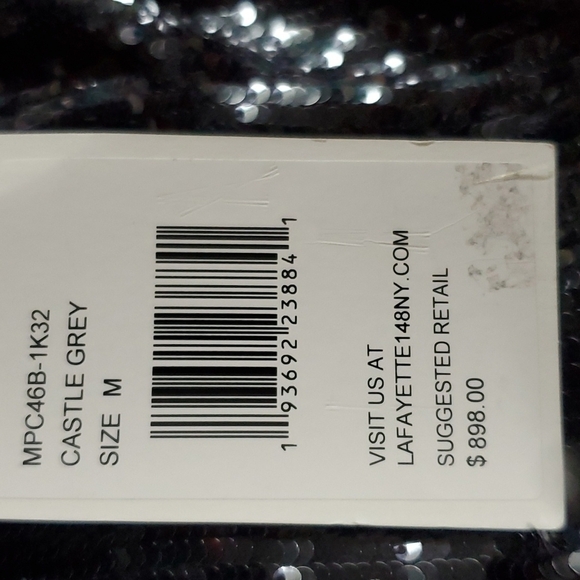 MPC46B-1K32
CASTLE GREY
SIZE M
1 93692 23884 1
VISIT US AT
LAFAYETTE148NY.COM
SUGGESTED RETAIL
$ 898.00